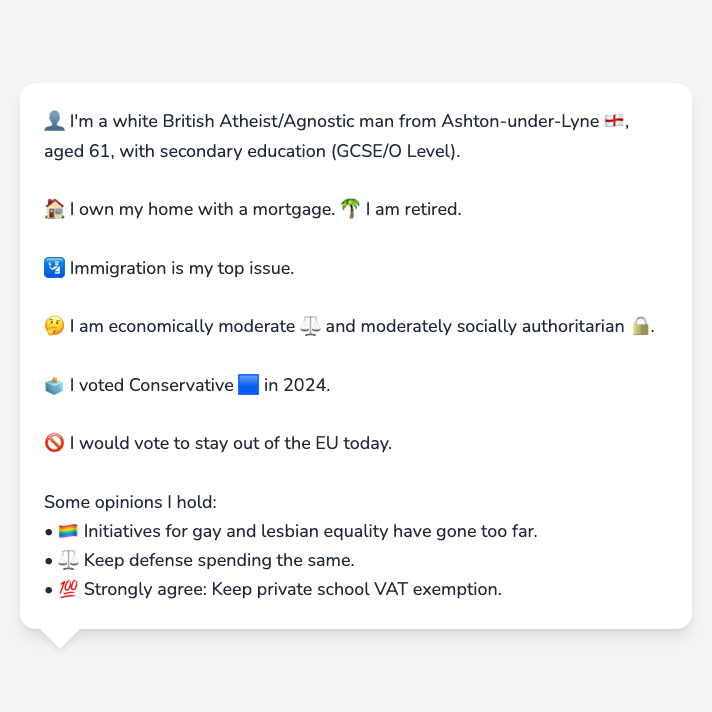 👤 I'm a white British Atheist/Agnostic man from Ashton-under-Lyne 🏴󠁧󠁢󠁥󠁮󠁧󠁿,
aged 61, with secondary education (GCSE/O Level).
🏠 I own my home with a mortgage. 🌴 I am retired.
🛂 Immigration is my top issue.
🤔 I am economically moderate ⚖️ and moderately socially authoritarian 🔒.
🗳️ I voted Conservative 🟦 in 2024.
🚫 I would vote to stay out of the EU today.
Some opinions I hold:
• 🏳️‍🌈 Initiatives for gay and lesbian equality have gone too far.
• ⚖️ Keep defense spending the same.
• 💯 Strongly agree: Keep private school VAT exemption.